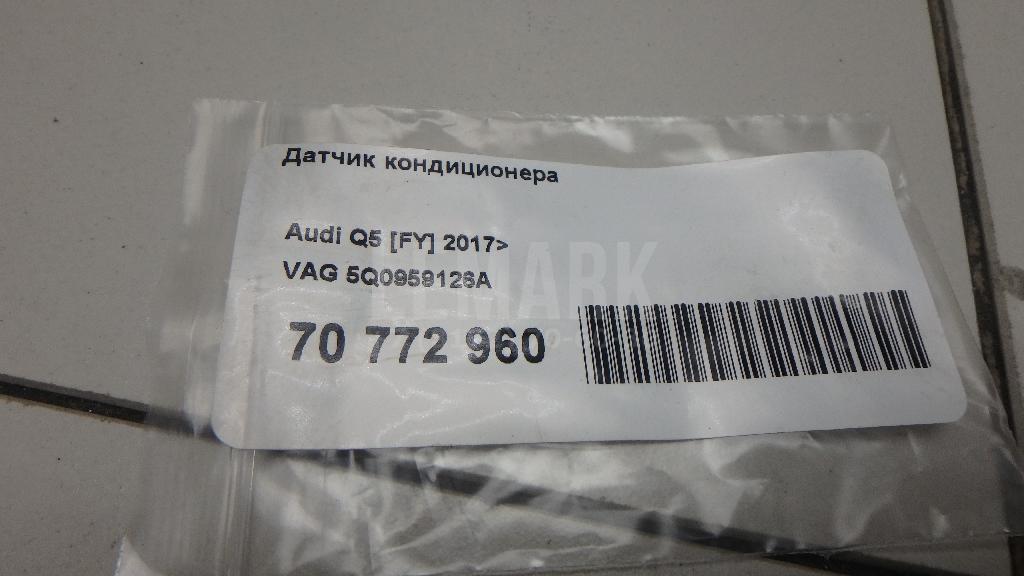 Датчик кондиционера
Audi Q5 [FY] 2017>
VAG 5Q0959126A
70 772 960